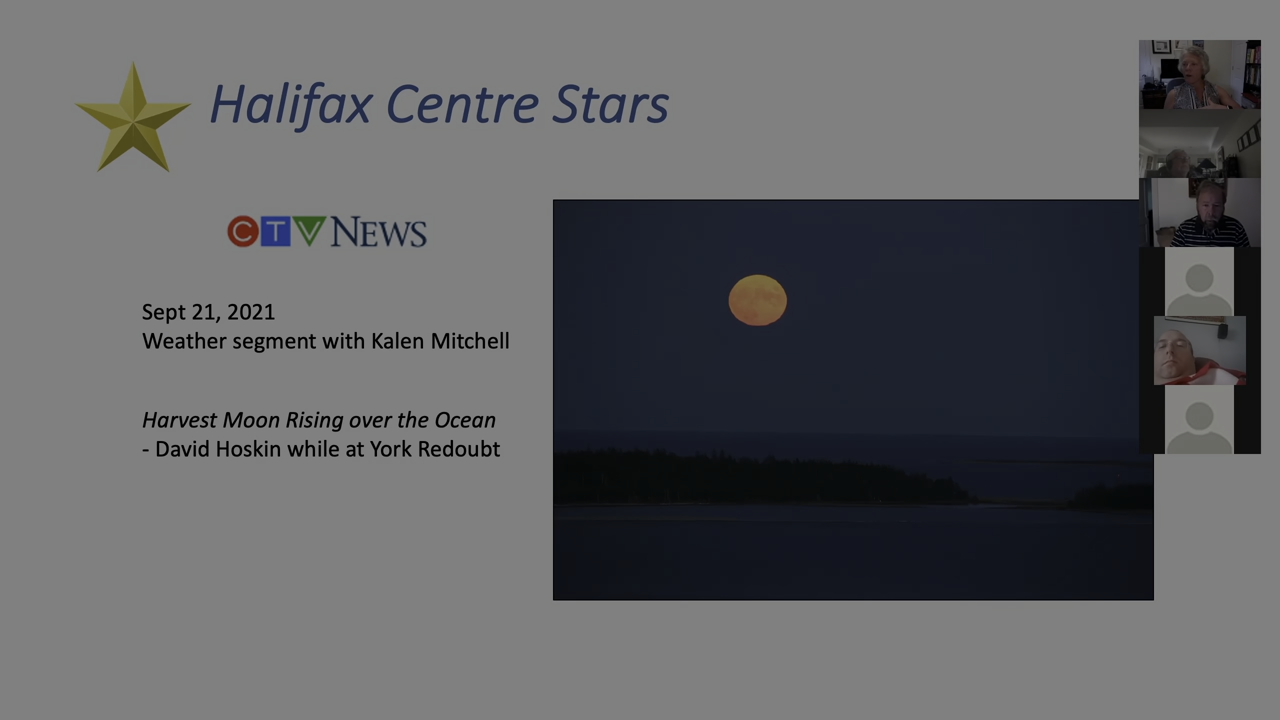 Halifax Centre Stars
CTV NEWS
Sept 21, 2021
Weather segment with Kalen Mitchell
Harvest Moon Rising over the Ocean
- David Hoskin while at York Redoubt